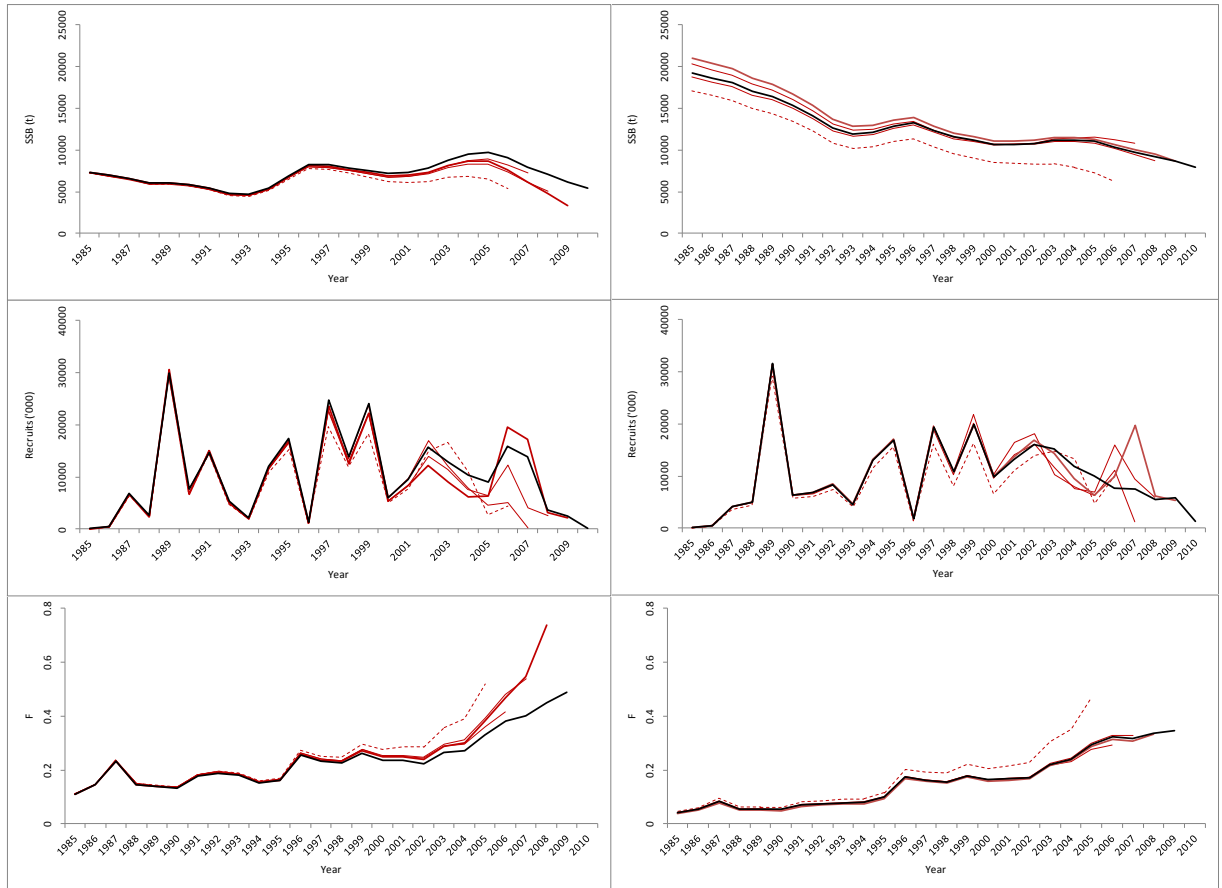 SSB (t)
0 5000 10000 15000 20000 25000
1985 1987 1989 1991 1993 1995 1997 1999 2001 2003 2005 2007 2009
Year
SSB (t)
0 5000 10000 15000 20000 25000
1985 1986 1987 1988 1989 1990 1991 1992 1993 1994 1995 1996 1997 1998 1999 2000 2001 2002 2003 2004 2005 2006 2007 2008 2009 2010
Year
Recruits ('000)
0 10000 20000 30000 40000
1985 1987 1989 1991 1993 1995 1997 1999 2001 2003 2005 2007 2009
Year
Recruits ('000)
0 10000 20000 30000 40000
1985 1986 1987 1988 1989 1990 1991 1992 1993 1994 1995 1996 1997 1998 1999 2000 2001 2002 2003 2004 2005 2006 2007 2008 2009 2010
Year
F
0 0.2 0.4 0.6 0.8
1985 1986 1987 1988 1989 1990 1991 1992 1993 1994 1995 1996 1997 1998 1999 2000 2001 2002 2003 2004 2005 2006 2007 2008 2009 2010
Year
F
0 0.2 0.4 0.6 0.8
1985 1986 1987 1988 1989 1990 1991 1992 1993 1994 1995 1996 1997 1998 1999 2000 2001 2002 2003 2004 2005 2006 2007 2008 2009 2010
Year